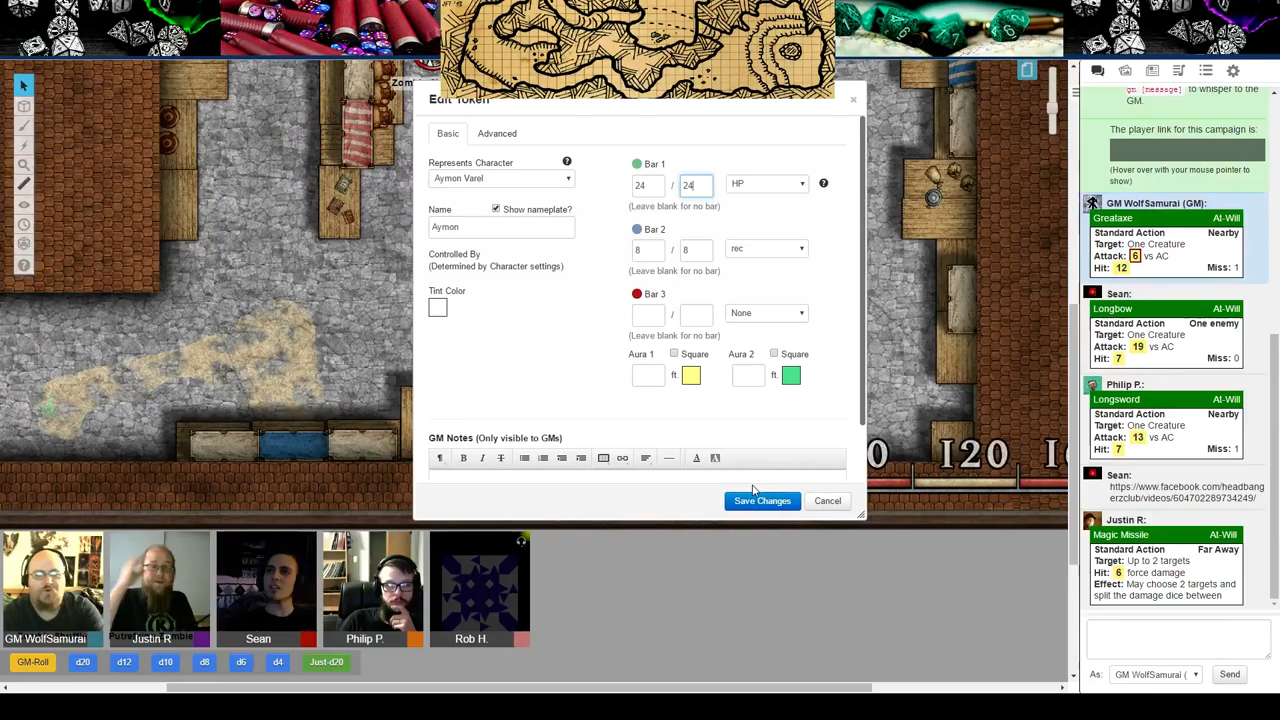 Zom
Edit Token
×
Basic
Advanced
Represents Character
Aymon Varel
Name
Show nameplate?
Aymon
Controlled By
(Determined by Character settings)
Tint Color
Bar 1
24 / 24
HP
(Leave blank for no bar)
Bar 2
8 / 8
rec
(Leave blank for no bar)
Bar 3
/
None
(Leave blank for no bar)
Aura 1
Square
Aura 2
Square
ft.
ft.
GM Notes (Only visible to GMs)
Save Changes
Cancel
120
gm [message] to whisper to the
GM.
The player link for this campaign is:
(Hover over with your mouse pointer to
show)
GM WolfSamurai (GM):
Greataxe At-Will
Standard Action Nearby
Target: One Creature
Attack: 6 vs AC
Hit: 12 Miss: 1
Sean:
Longbow At-Will
Standard Action One enemy
Target: One Creature
Attack: 19 vs AC
Hit: 7 Miss: 0
Philip P.:
Longsword At-Will
Standard Action Nearby
Target: One Creature
Attack: 13 vs AC
Hit: 7 Miss: 1
Sean:
https://www.facebook.com/headbang
erzclub/videos/604702289734249/
Justin R:
Magic Missile At-Will
Standard Action Far Away
Target: Up to 2 targets
Hit: 6 force damage
Effect: May choose 2 targets and
split the damage dice between
As:
GM WolfSamurai (
Send
GM WolfSamurai
Justin R
Sean
Philip P.
Rob H.
GM-Roll
d20
d12
d10
d8
d6
d4
Just-d20